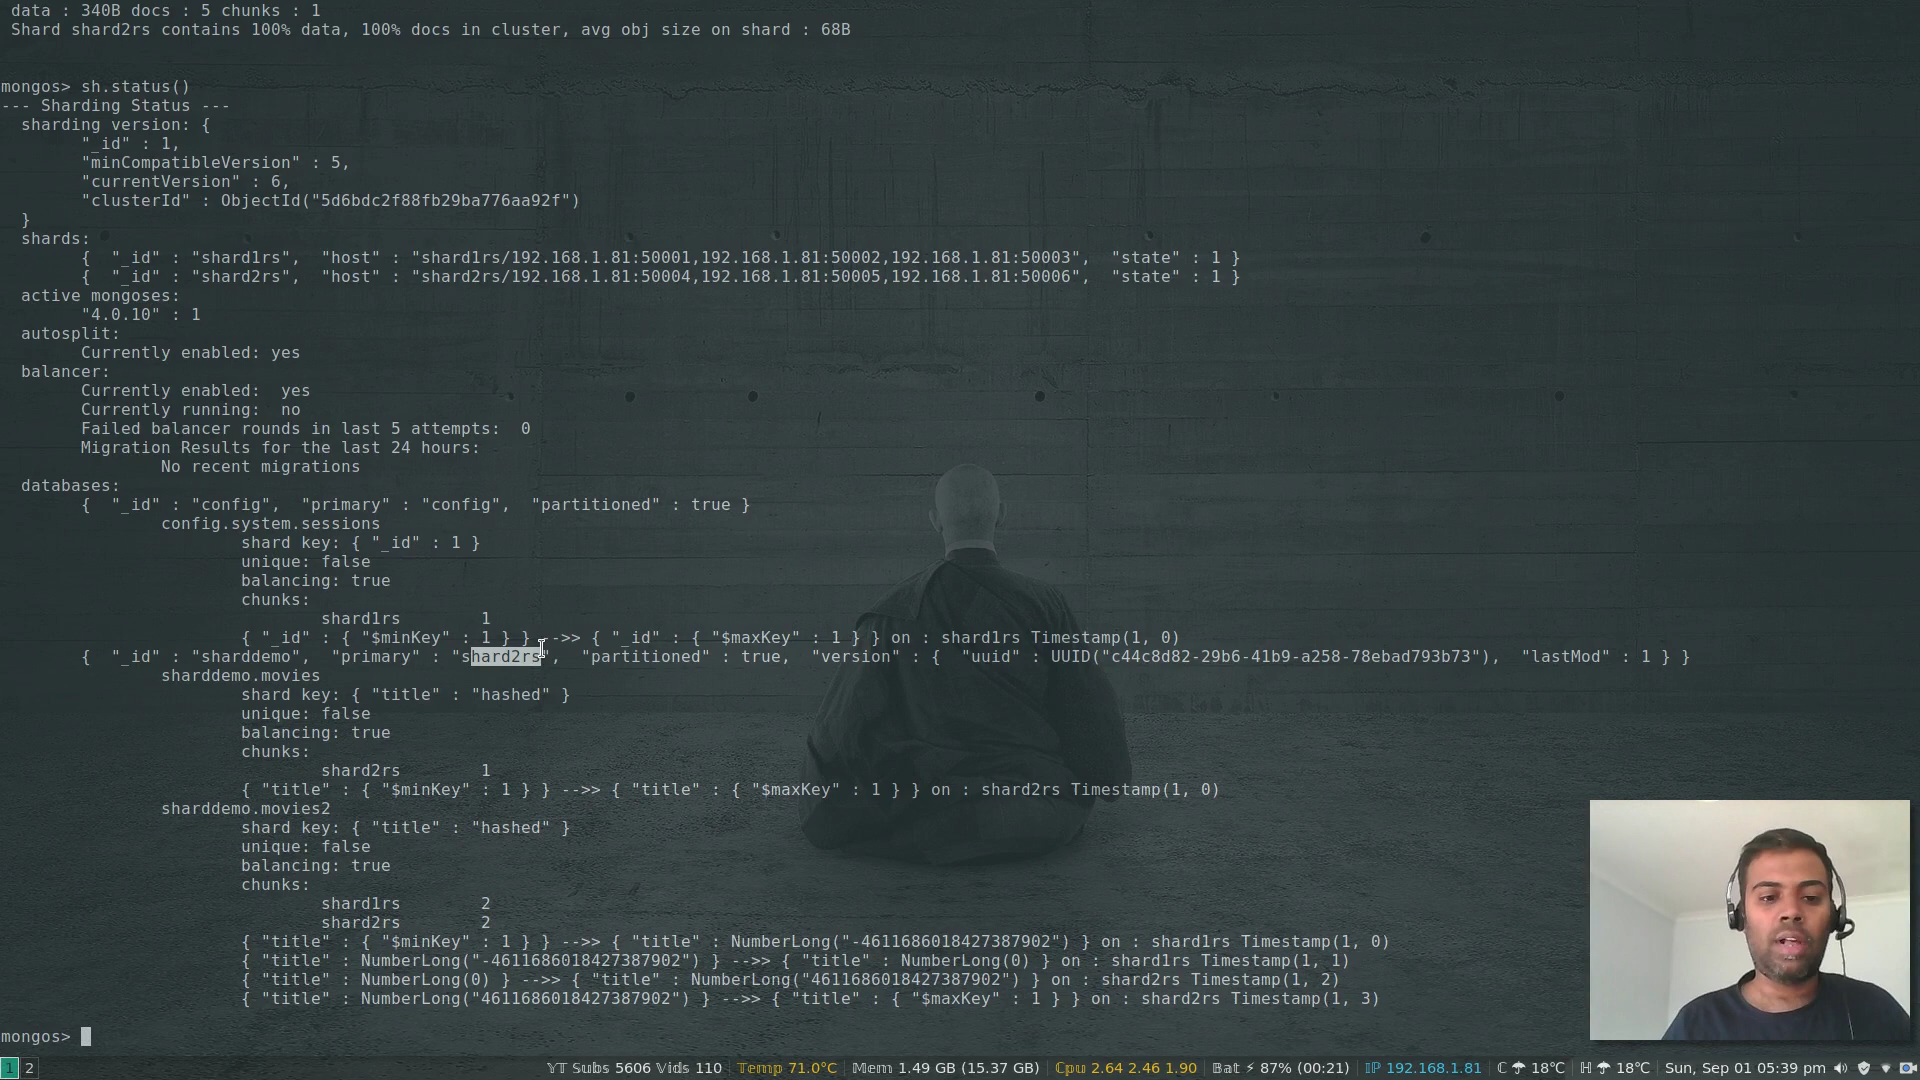 data : 340B docs : 5 chunks : 1
Shard shard2rs contains 100% data, 100% docs in cluster, avg obj size on shard : 68B
mongos> sh.status()
--- Sharding Status ---
sharding version: {
"_id" : 1,
"minCompatibleVersion" : 5,
"currentVersion" : 6,
"clusterId" : ObjectId("5d6bdc2f88fb29ba776aa92f")
}
shards:
{  "_id" : "shard1rs",  "host" : "shard1rs/192.168.1.81:50001,192.168.1.81:50002,192.168.1.81:50003",  "state" : 1 }
{  "_id" : "shard2rs",  "host" : "shard2rs/192.168.1.81:50004,192.168.1.81:50005,192.168.1.81:50006",  "state" : 1 }
active mongoses:
"4.0.10" : 1
autosplit:
Currently enabled: yes
balancer:
Currently enabled:  yes
Currently running:  no
Failed balancer rounds in last 5 attempts:  0
Migration Results for the last 24 hours:
No recent migrations
databases:
{  "_id" : "config",  "primary" : "config",  "partitioned" : true }
config.system.sessions
shard key: { "_id" : 1 }
unique: false
balancing: true
chunks:
shard1rs        1
{ "_id" : { "$minKey" : 1 } } -->> { "_id" : { "$maxKey" : 1 } } on : shard1rs Timestamp(1, 0)
{  "_id" : "sharddemo",  "primary" : "shard2rs",  "partitioned" : true,  "version" : {  "uuid" : UUID("c44c8d82-29b6-41b9-a258-78ebad793b73"),  "lastMod" : 1 } }
sharddemo.movies
shard key: { "title" : "hashed" }
unique: false
balancing: true
chunks:
shard2rs        1
{ "title" : { "$minKey" : 1 } } -->> { "title" : { "$maxKey" : 1 } } on : shard2rs Timestamp(1, 0)
sharddemo.movies2
shard key: { "title" : "hashed" }
unique: false
balancing: true
chunks:
shard1rs        2
shard2rs        2
{ "title" : { "$minKey" : 1 } } -->> { "title" : NumberLong("-4611686018427387902") } on : shard1rs Timestamp(1, 0)
{ "title" : NumberLong("-4611686018427387902") } -->> { "title" : NumberLong(0) } on : shard1rs Timestamp(1, 1)
{ "title" : NumberLong(0) } -->> { "title" : NumberLong("4611686018427387902") } on : shard2rs Timestamp(1, 2)
{ "title" : NumberLong("4611686018427387902") } -->> { "title" : { "$maxKey" : 1 } } on : shard2rs Timestamp(1, 3)
mongos>
1 2 YT Subs 5606 Vids 110 Temp 71.0°C Mem 1.49 GB (15.37 GB) Cpu 2.64 2.46 1.90 Bat ⚡ 87% (00:21) IP 192.168.1.81 C ☂ 18℃ H ☂ 18℃ Sun, Sep 01 05:39 pm